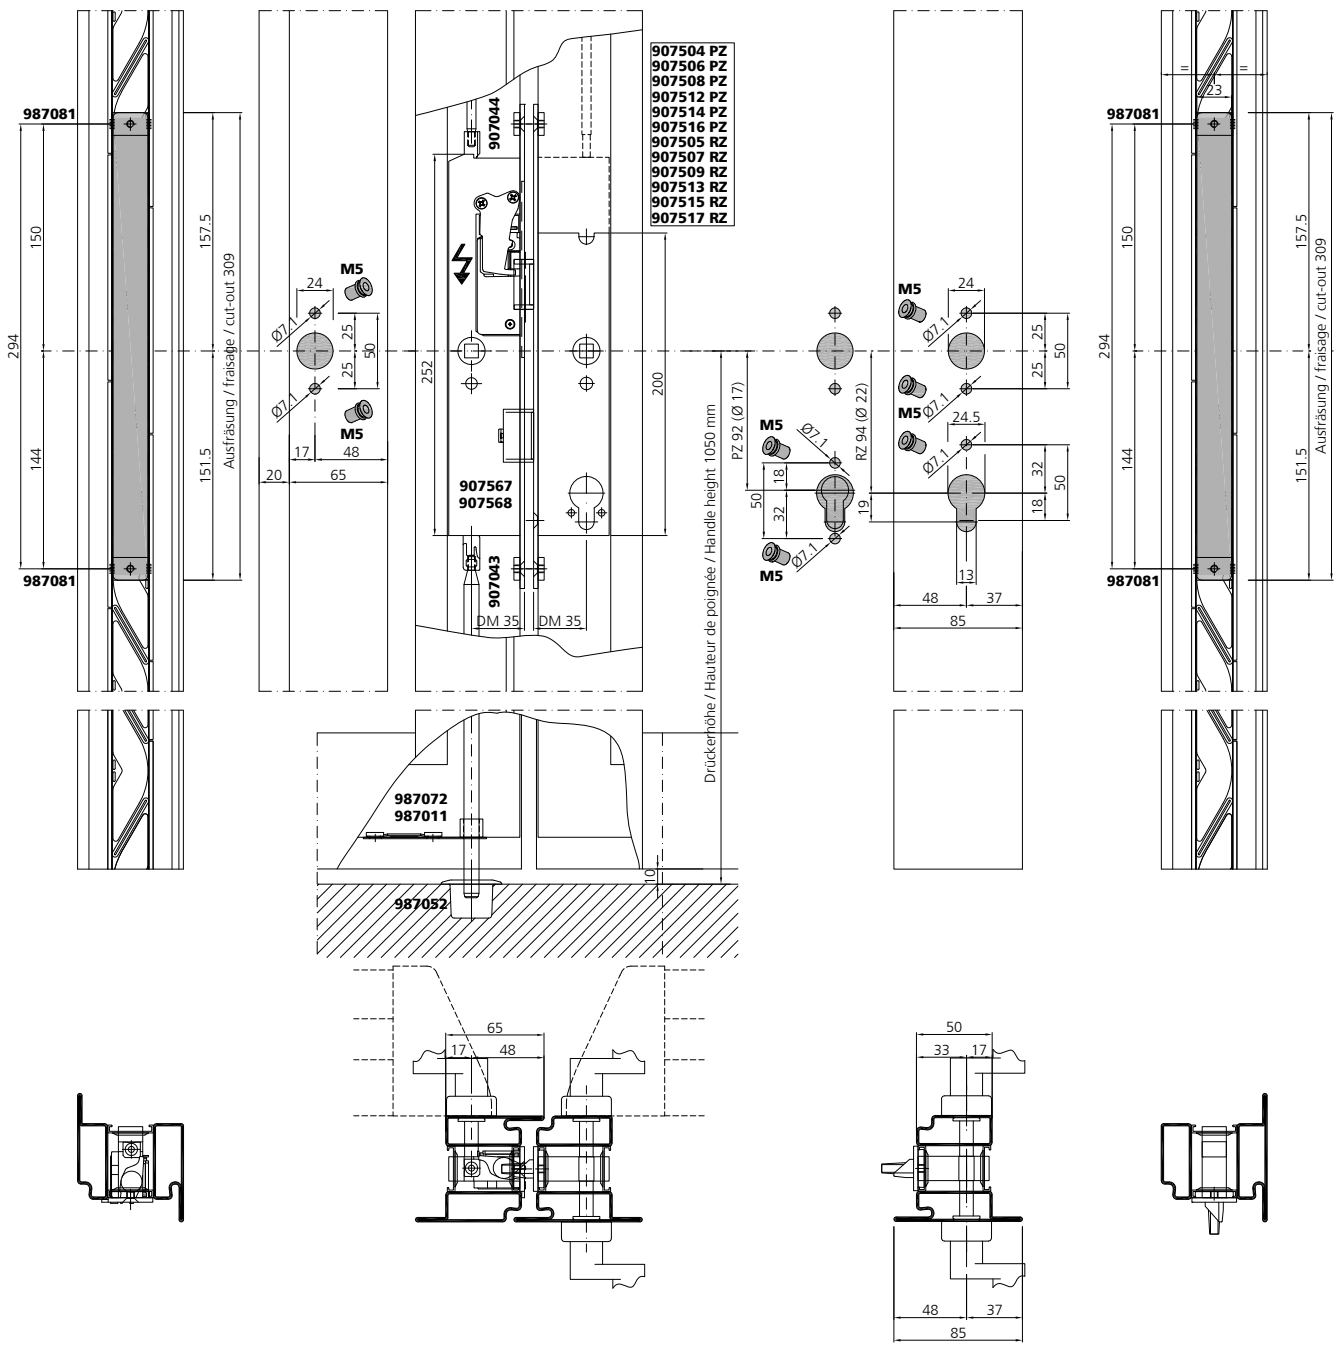 987081
294
150
144
157.5
151.5
Ausfräsung / fraisage / cut-out 309
987081
24
M5
Ø7.1
25
50
25
Ø7.1
M5
17
48
20
65
907044
252
907567
907568
907043
DM 35
DM 35
200
907504 PZ
907506 PZ
907508 PZ
907512 PZ
907514 PZ
907516 PZ
907505 RZ
907507 RZ
907509 RZ
907513 RZ
907515 RZ
907517 RZ
Drückerhöhe / Hauteur de poignée / Handle height 1050 mm
PZ 92 (Ø 17)
RZ 94 (Ø 22)
M5
Ø7.1
50
18
32
19
M5
Ø7.1
M5
24
Ø7.1
25
50
25
M5
Ø7.1
M5
24.5
Ø7.1
32
50
18
13
48
37
85
=
=
23
987081
294
150
144
157.5
151.5
Ausfräsung / fraisage / cut-out 309
987081
987072
987011
987052
10
65
17
48
50
33
17
48
37
85